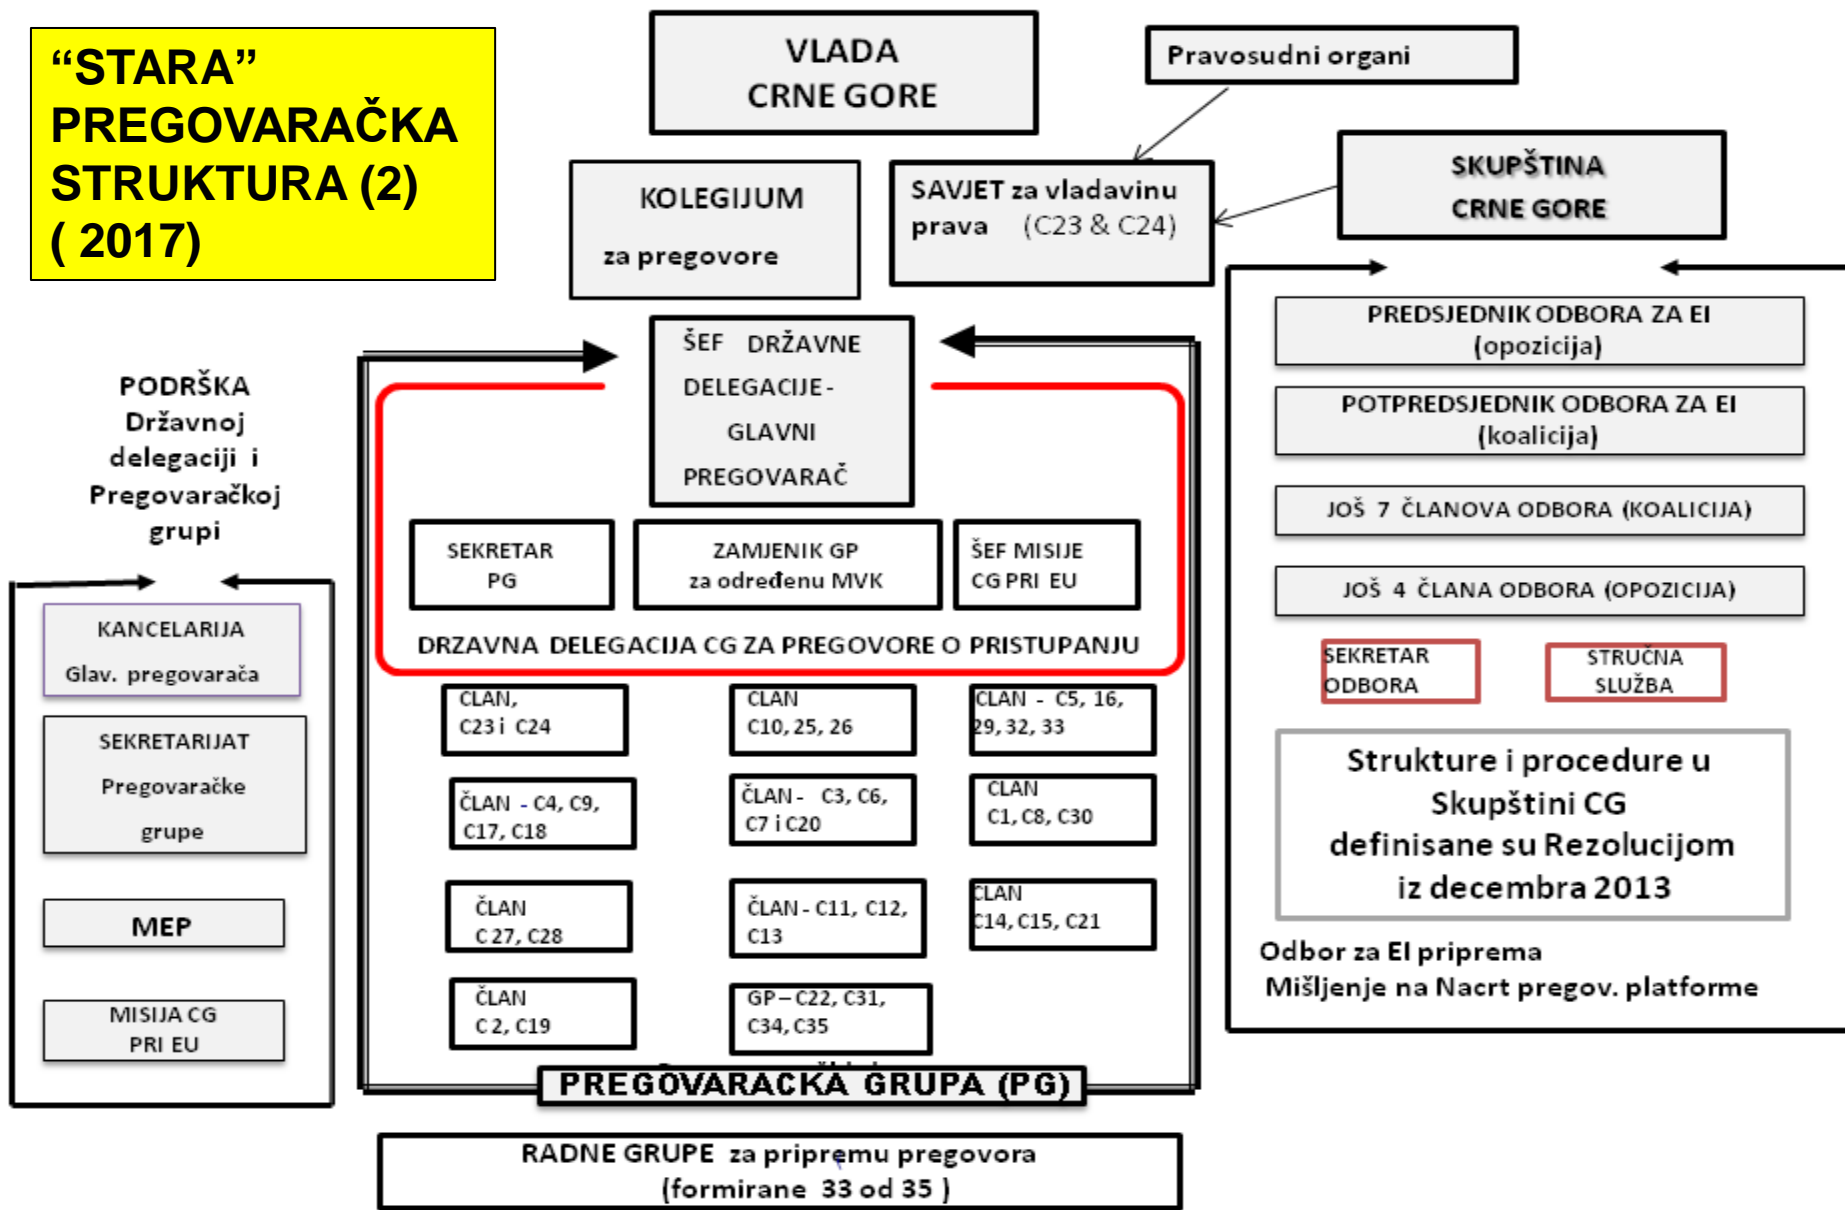 “STARA”
PREGOVARAČKA
STRUKTURA (2)
( 2017)
VLADA
CRNE GORE
Pravosudni organi
KOLEGIJUM
za pregovore
SAVJET za vladavinu
prava (C23 & C24)
SKUPŠTINA
CRNE GORE
ŠEF DRŽAVNE
DELEGACIJE-
GLAVNI
PREGOVARAČ
PODRŠKA
Državnoj
delegaciji i
Pregovaračkoj
grupi
KANCELARIJA
Glav. pregovarača
SEKRETARIJAT
Pregovaračke
grupe
MEP
MISIJA CG
PRI EU
SEKRETAR
PG
ZAMJENIK GP
za određenu MVK
ŠEF MISIJE
CG PRI EU
DRZAVNA DELEGACIJA CG ZA PREGOVORE O PRISTUPANJU
CLAN,
C23 i C24
CLAN
C10, 25, 26
CLAN - C5, 16,
29, 32, 33
ČLAN - C4, C9,
C17, C18
ČLAN - C3, C6,
C7 i C20
CLAN
C1, C8, C30
ČLAN
C 27, C28
ČLAN - C11, C12,
C13
CLAN
C14, C15, C21
ČLAN
C 2, C19
GP – C22, C31,
C34, C35
PREGOVARACKA GRUPA (PG)
RADNE GRUPE za pripremu pregovora
(formirane 33 od 35 )
PREDSJEDNIK ODBORA ZA EI
(opozicija)
POTPREDSJEDNIK ODBORA ZA EI
(koalicija)
JOŠ 7 ČLANOVA ODBORA (KOALICIJA)
JOŠ 4 ČLANA ODBORA (OPOZICIJA)
SEKRETAR
ODBORA
STRUČNA
SLUŽBA
Strukture i procedure u
Skupštini CG
definisane su Rezolucijom
iz decembra 2013
Odbor za EI priprema
Mišljenje na Nacrt pregov. platforme